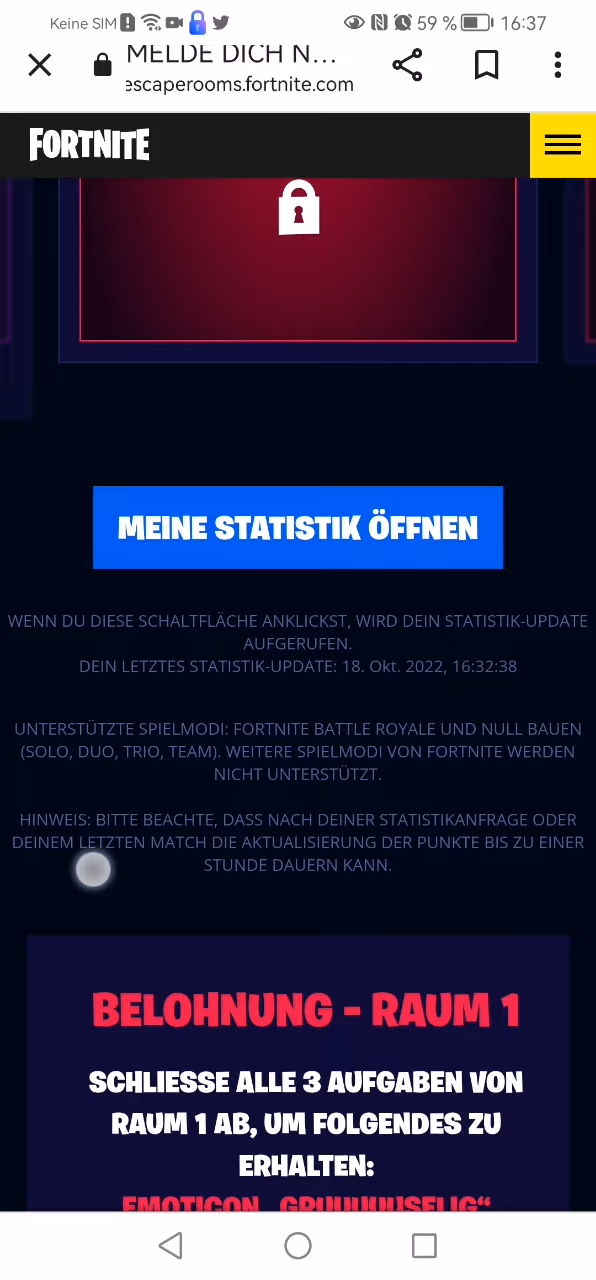 Keine SIM 59 % 16:37
MELDE DICH N...
escaperooms.fortnite.com
FORTNITE
MEINE STATISTIK ÖFFNEN
WENN DU DIESE SCHALTFLÄCHE ANKLICKST, WIRD DEIN STATISTIK-UPDATE
AUFGERUFEN.
DEIN LETZTES STATISTIK-UPDATE: 18. Okt. 2022, 16:32:38
UNTERSTÜTZTE SPIELMODI: FORTNITE BATTLE ROYALE UND NULL BAUEN
(SOLO, DUO, TRIO, TEAM). WEITERE SPIELMODI VON FORTNITE WERDEN
NICHT UNTERSTÜTZT.
HINWEIS: BITTE BEACHTE, DASS NACH DEINER STATISTIKANFRAGE ODER
DEINEM LETZTEN MATCH DIE AKTUALISIERUNG DER PUNKTE BIS ZU EINER
STUNDE DAUERN KANN.
BELOHNUNG - RAUM 1
SCHLIESSE ALLE 3 AUFGABEN VON
RAUM 1 AB, UM FOLGENDES ZU
ERHALTEN:
EMOTICON